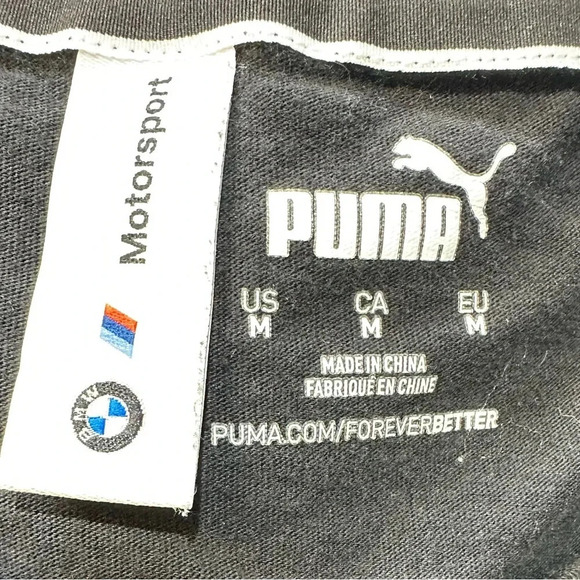 Motorsport
BMW
PUMA
US CA EU
M M M
MADE IN CHINA
FABRIQUÉ EN CHINE
PUMA.COM/FOREVERBETTER